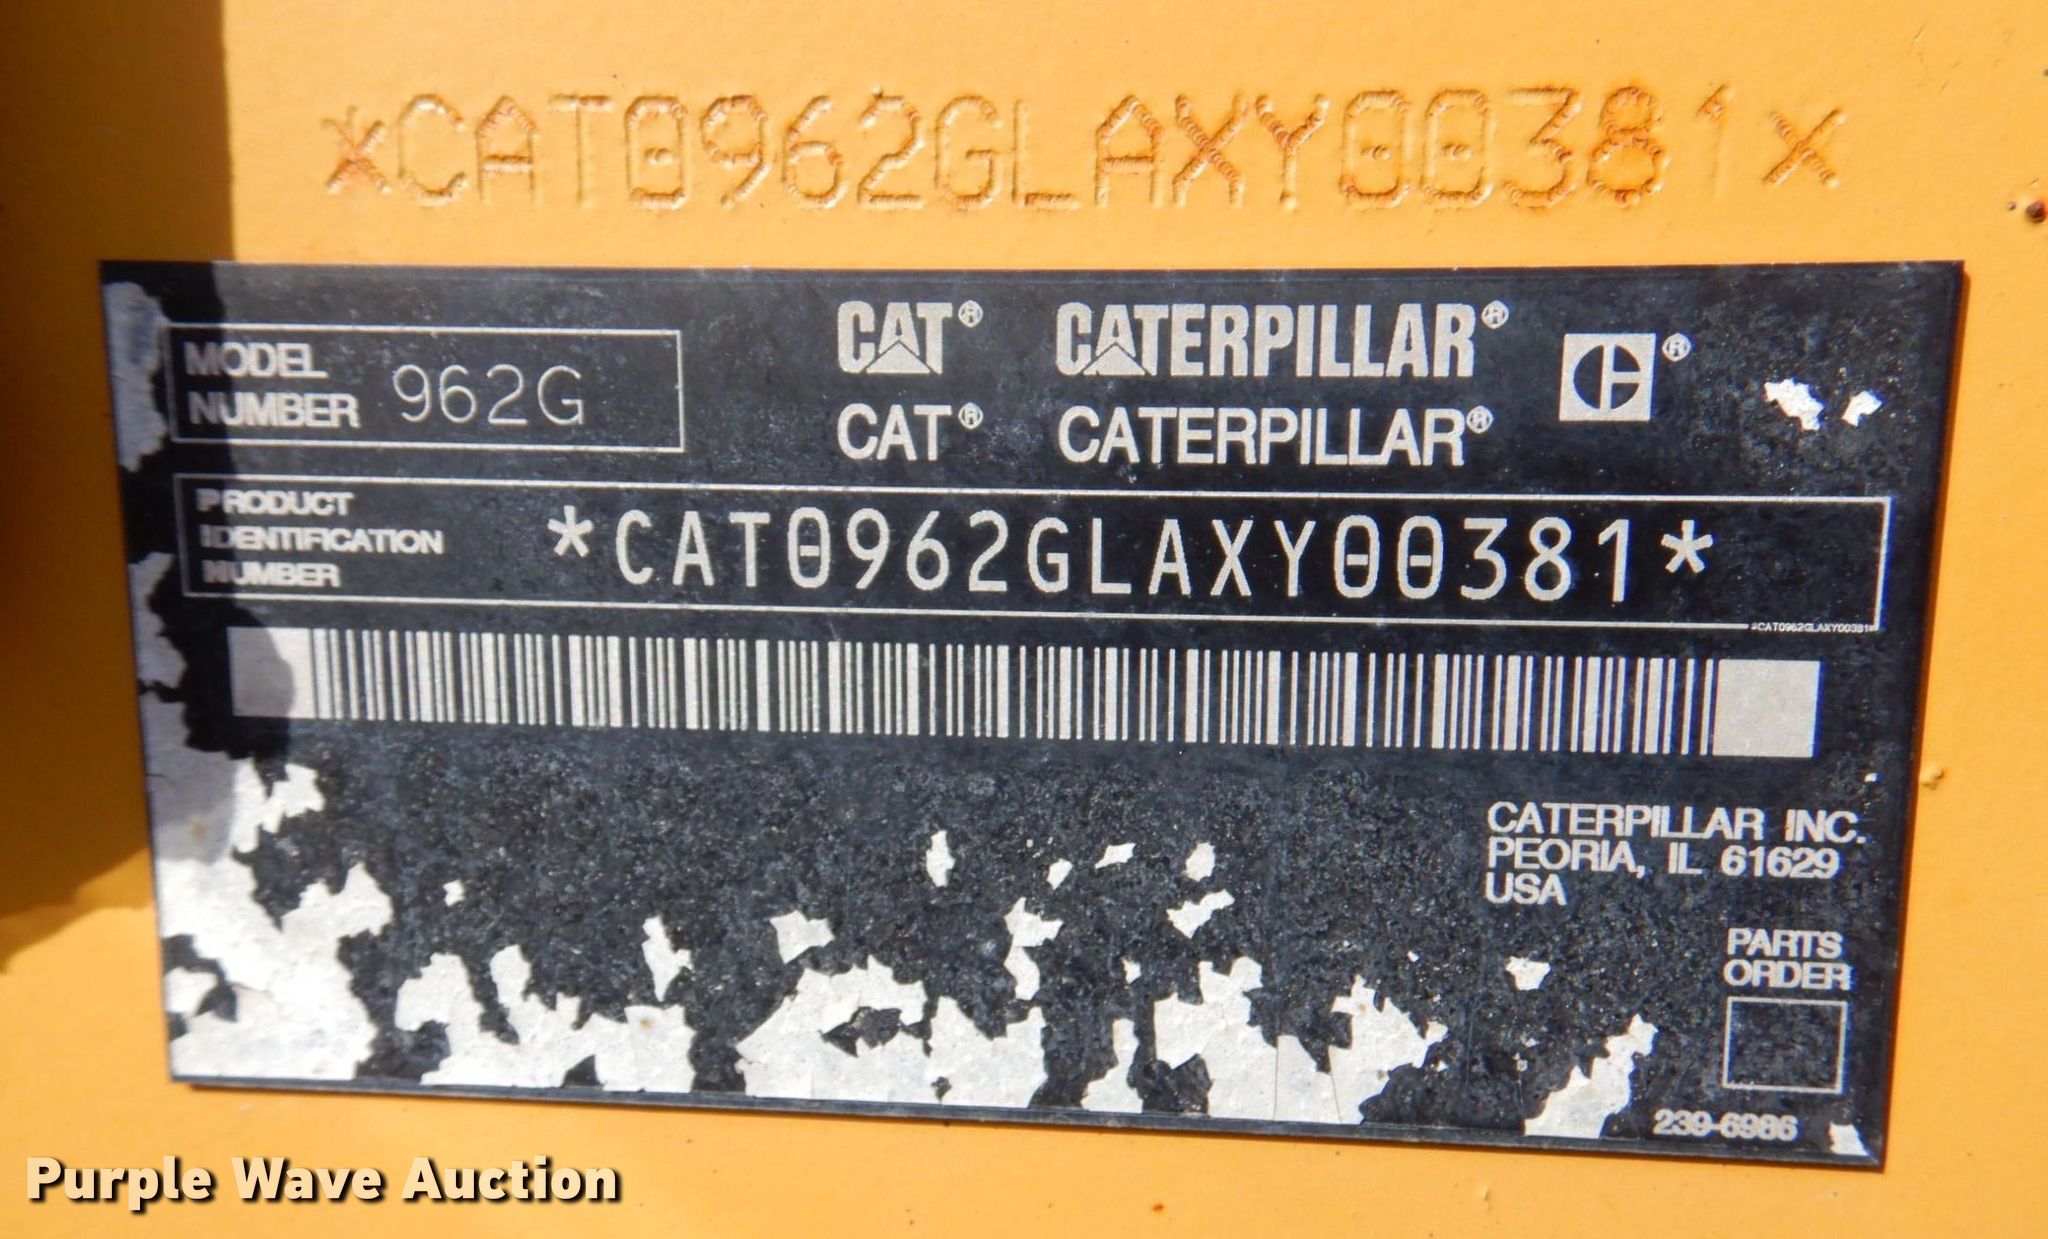 *CAT0962GLAXY00381*
MODEL
NUMBER 962G
CAT® CATERPILLAR® ®
CAT® CATERPILLAR®
PRODUCT
IDENTIFICATION
NUMBER
*CAT0962GLAXY00381*
*CAT0962GLAXY00381*
CATERPILLAR INC.
PEORIA, IL 61629
USA
PARTS
ORDER
239-6986
Purple Wave Auction